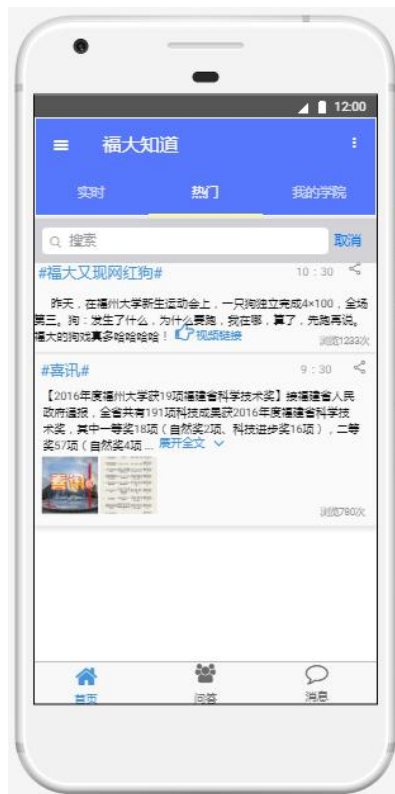 12:00
福大知道
实时 热门 我的学院
搜索 取消
#福大又现网红狗# 10：30
昨天，在福州大学新生运动会上，一只狗独立完成4×100，全场
第三。狗：发生了什么，为什么要跑，我在哪，算了，先跑再说。
福大的狗戏真多哈哈哈哈！ 视频链接
浏览1233次
#喜讯# 9：30
【2016年度福州大学获19项福建省科学技术奖】接福建省人民
政府通报，全省共有191项科技成果获2016年度福建省科学技
术奖，其中一等奖18项（自然奖2项、科技进步奖16项），二等
奖57项（自然奖4项 ... 展开全文
喜讯
浏览780次
首页 问答 消息